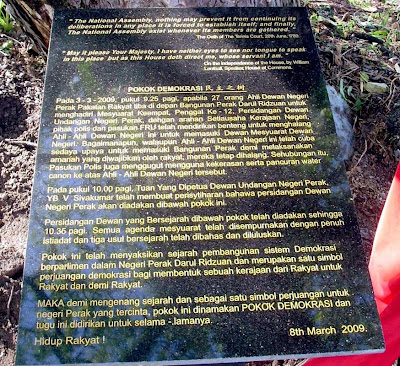 "The National Assembly, nothing may prevent it from continuing its
deliberations in any place it is forced to establish itself; and finally,
The National Assembly exist whenever its members are gathered."
The Oath of The Tennis Court, 20th June, 1789
"May it please Your Majesty, I have neither eyes to see nor tongue to speak
in this place but as this House doth direct me, whose servant I am."
On the Independence of the House, by William
Lenthall, Speaker, House of Commons.
POKOK DEMOKRASI 民主之树
Pada 3-3-2009, pukul 9.25 pagi, apabila 27 orang Ahli Dewan Negeri
Perak Pakatan Rakyat tiba di depan Bangunan Perak Darul Ridzuan untuk
menghadiri Mesyuarat Keempat, Penggal Ke-12, Persidangan Dewan
Undangan Negeri Perak, dengan arahan Setiausaha Kerajaan Negeri,
pihak polis dan pasukan FRU telah mendirikan benteng untuk menghalang
Ahli - Ahli Dewan Negeri ini untuk memasuki Dewan Mesyuarat Dewan
Negeri. Bagaimanapun, walaupun Ahli - Ahli Dewan Negeri ini telah cuba
sedaya upaya untuk memasuki Bangunan Perak demi melaksanakan
amanah yang diwajibkan oleh rakyat, mereka tetap dihalang. Sehubungan itu,
Pasukan Polis juga menggugut mengguna kekerasan serta pancuran water
canon ke atas Ahli - Ahli Dewan Negeri tersebut.
Pada pukul 10.00 pagi, Tuan Yang Dipetua Dewan Undangan Negeri Perak,
YB V Sivakumar telah membuat perisytiharan bahawa persidangan Dewan
Negeri Perak akan diadakan dibawah pokok ini.
Persidangan Dewan yang Bersejarah dibawah pokok telah diadakan sehingga
10.35 pagi. Semua agenda mesyuarat telah disempurnakan dengan penuh
istiadat dan tiga usul bersejarah telah dibahas dan diluluskan.
Pokok ini telah menyaksikan sejarah pembangunan sistem Demokrasi
berparlimen dalam Negeri Perak Darul Ridzuan dan merupakan satu simbol
perjuangan demokrasi bagi membentuk sebuah kerajaan dari Rakyat untuk
Rakyat dan demi Rakyat.
MAKA demi mengenang sejarah dan sebagai satu simbol perjuangan untuk
negeri Perak yang tercinta, pokok ini dinamakan POKOK DEMOKRASI dan
tugu ini didirikan untuk selama -.lamanya.
Hidup Rakyat !
8th March 2009.